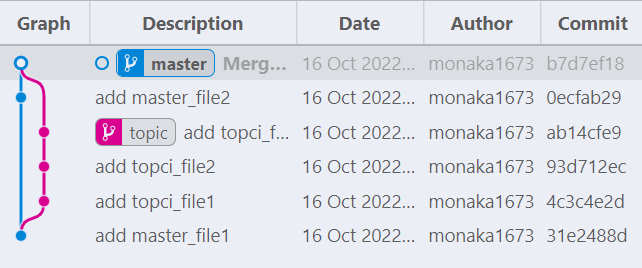 Graph Description Date Author Commit
master Merg... 16 Oct 2022... monaka1673 b7d7ef18
add master_file2 16 Oct 2022... monaka1673 0ecfab29
topic add topci_f... 16 Oct 2022... monaka1673 ab14cfe9
add topci_file2 16 Oct 2022... monaka1673 93d712ec
add topci_file1 16 Oct 2022... monaka1673 4c3c4e2d
add master_file1 16 Oct 2022... monaka1673 31e2488d